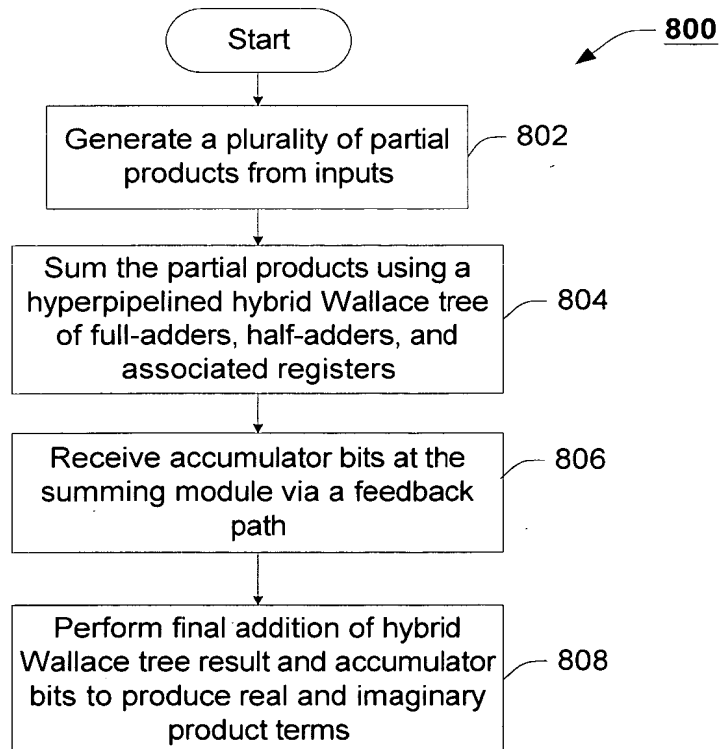 Start
800
Generate a plurality of partial
products from inputs
802
Sum the partial products using a
hyperpipelined hybrid Wallace tree
of full-adders, half-adders, and
associated registers
804
Receive accumulator bits at the
summing module via a feedback
path
806
Perform final addition of hybrid
Wallace tree result and accumulator
bits to produce real and imaginary
product terms
808